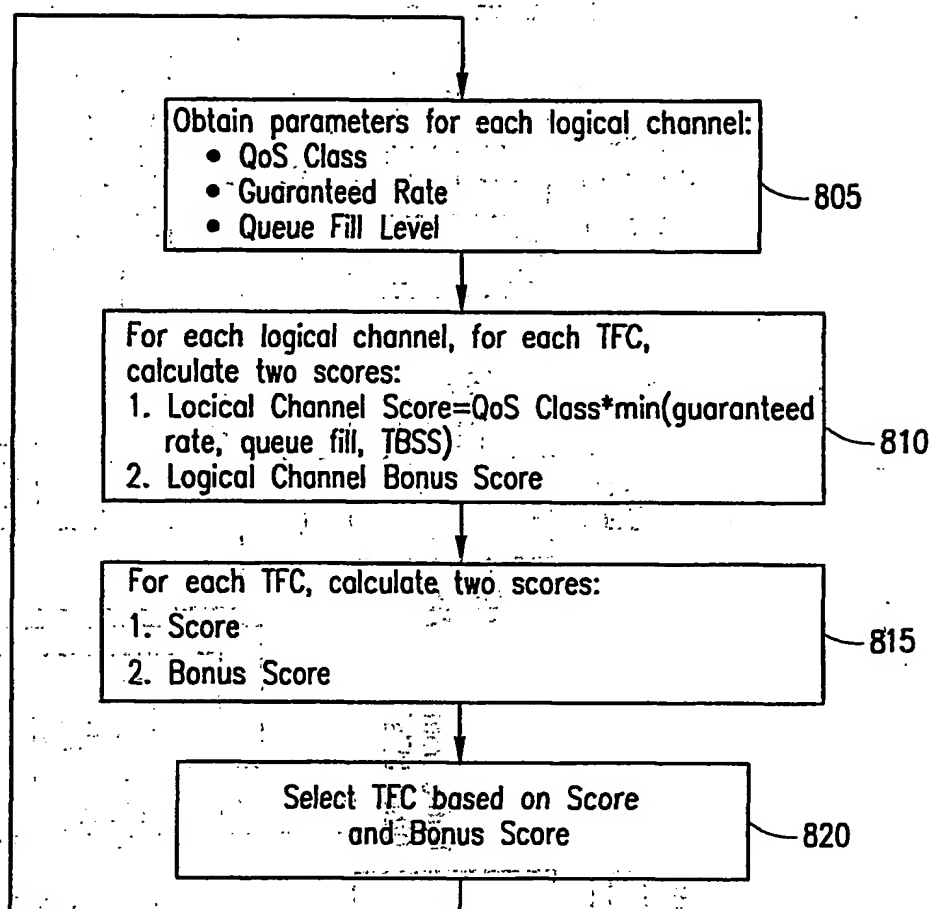 Obtain parameters for each logical channel:
• QoS Class
• Guaranteed Rate
• Queue Fill Level
805
For each logical channel, for each TFC,
calculate two scores:
1. Locical Channel Score=QoS Class*min(guaranteed
rate, queue fill, TBSS)
2. Logical Channel Bonus Score
810
For each TFC, calculate two scores:
1. Score
2. Bonus Score
815
Select TFC based on Score
and Bonus Score
820